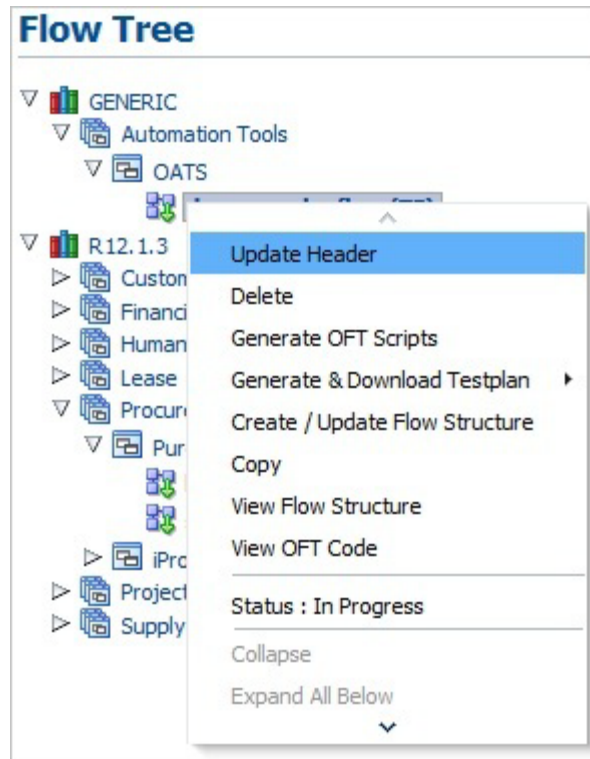 Flow Tree
GENERIC
Automation Tools
OATS
R12.1.3
Custom
Financi
Human
Lease
Procure
Pur
iPro
Project
Supply
Update Header
Delete
Generate OFT Scripts
Generate & Download Testplan
Create / Update Flow Structure
Copy
View Flow Structure
View OFT Code
Status : In Progress
Collapse
Expand All Below